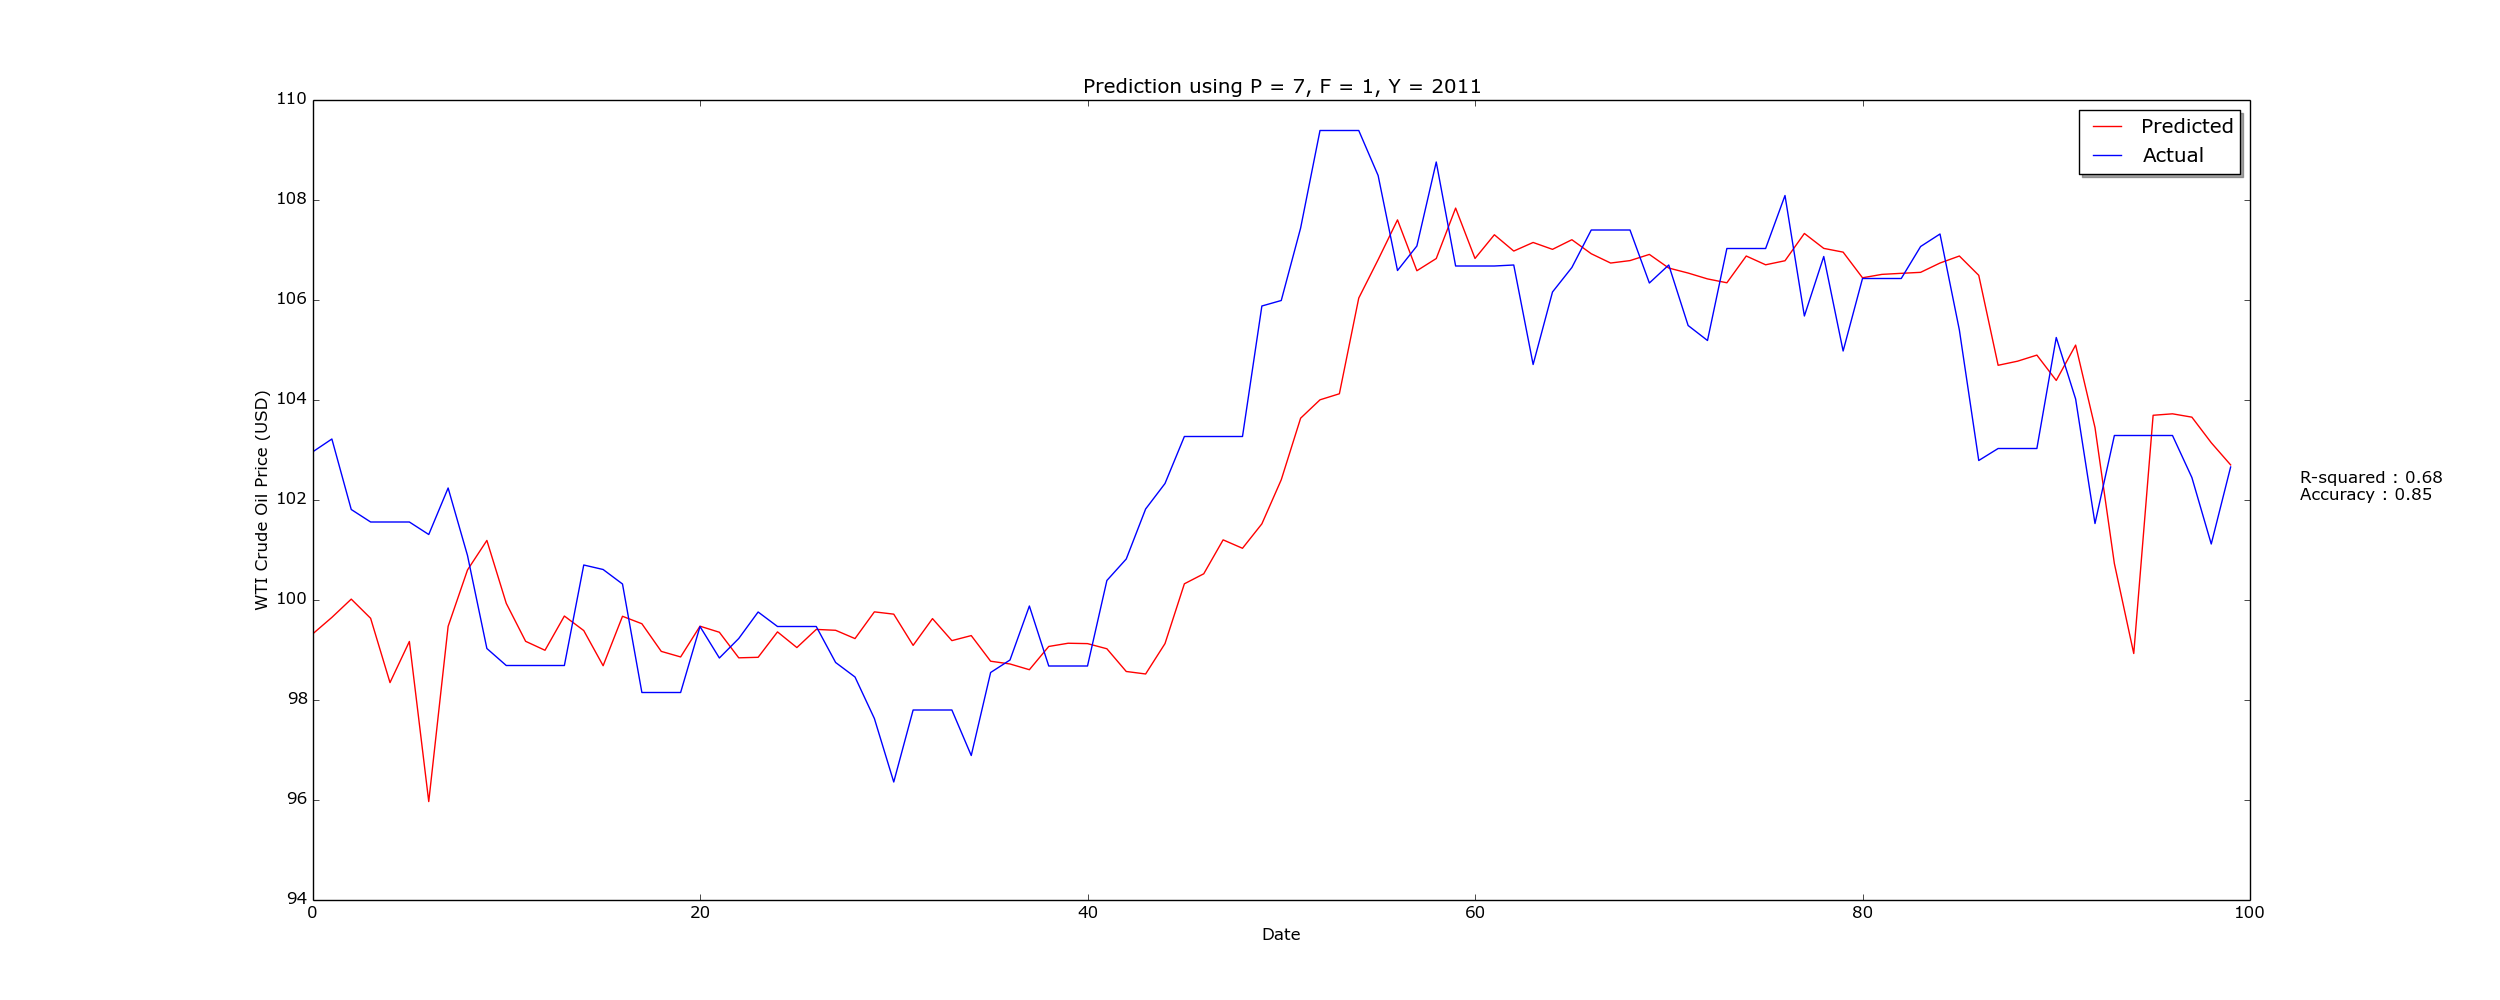 Prediction using P = 7, F = 1, Y = 2011
Predicted
Actual
WTI Crude Oil Price (USD)
110
108
106
104
102
100
98
96
94
0
20
40
60
80
100
Date
R-squared : 0.68
Accuracy : 0.85